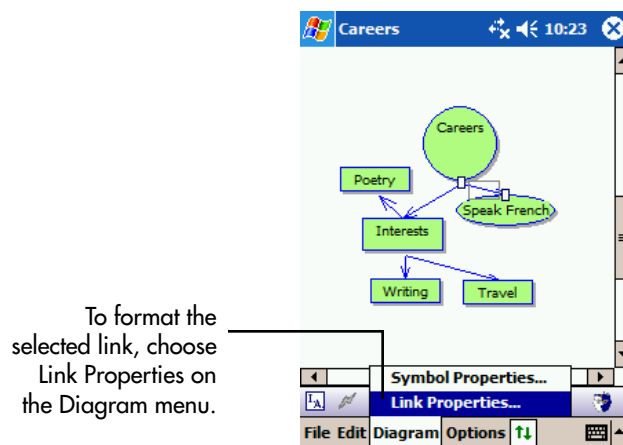 Careers 10:23
Careers
Poetry
Speak French
Interests
Writing
Travel
To format the
selected link, choose
Link Properties on
the Diagram menu.
Symbol Properties...
Link Properties...
File Edit Diagram Options